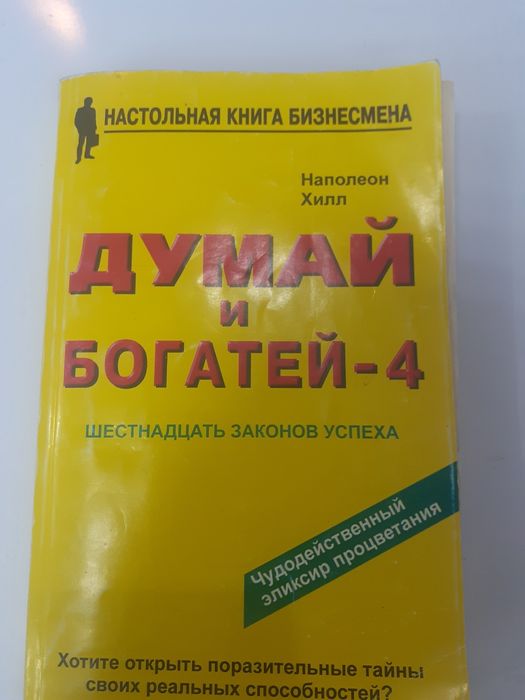 НАСТОЛЬНАЯ КНИГА БИЗНЕСМЕНА
Наполеон
Хилл
ДУМАЙ
и
БОГАТЕЙ-4
ШЕСТНАДЦАТЬ ЗАКОНОВ УСПЕХА
Чудодейственный
эликсир процветания
Хотите открыть поразительные тайны
своих реальных способностей?